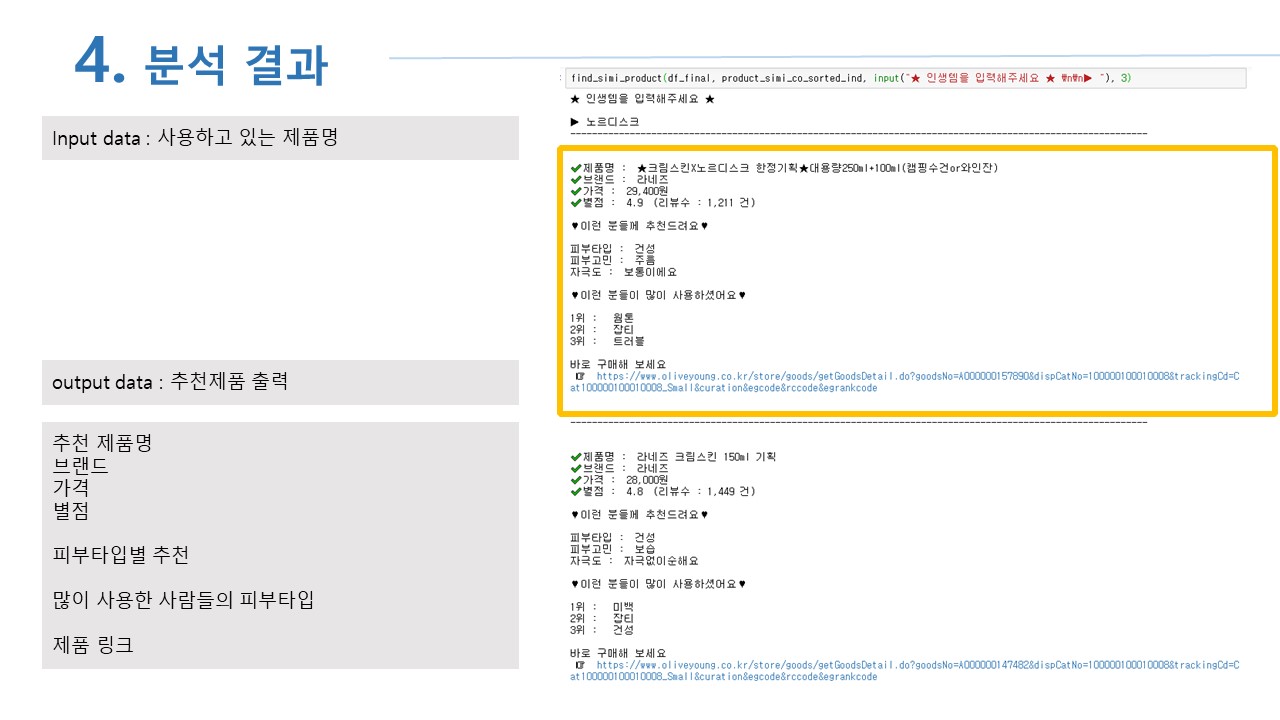 4. 분석 결과
Input data : 사용하고 있는 제품명
output data : 추천제품 출력
추천 제품명
브랜드
가격
별점
피부타입별 추천
많이 사용한 사람들의 피부타입
제품 링크
find_simi_product(df_final, product_simi_co_sorted_ind, input("★ 인생템을 입력해주세요 ★ ₩n₩n▶ "), 3)
★ 인생템을 입력해주세요 ★
▶ 노르디스크
✔제품명 : ★크림스킨X노르디스크 한정기획★대용량250ml+100ml(캠핑수건or와인잔)
✔브랜드 : 라네즈
✔가격 : 29,400원
✔별점 : 4.9 (리뷰수 : 1,211 건)
♥이런 분들께 추천드려요♥
피부타입 : 건성
피부고민 : 주름
자극도 : 보통이에요
♥이런 분들이 많이 사용하셨어요♥
1위 : 웜톤
2위 : 잡티
3위 : 트러블
바로 구매해 보세요
☞ https://www.oliveyoung.co.kr/store/goods/getGoodsDetail.do?goodsNo=A000000157890&dispCatNo=100000100010008&trackingCd=C
at100000100010008_Small&curation&egcode&rccode&egrankcode
✔제품명 : 라네즈 크림스킨 150ml 기획
✔브랜드 : 라네즈
✔가격 : 28,000원
✔별점 : 4.8 (리뷰수 : 1,449 건)
♥이런 분들께 추천드려요♥
피부타입 : 건성
피부고민 : 보습
자극도 : 자극없이순해요
♥이런 분들이 많이 사용하셨어요♥
1위 : 미백
2위 : 잡티
3위 : 건성
바로 구매해 보세요
☞ https://www.oliveyoung.co.kr/store/goods/getGoodsDetail.do?goodsNo=A000000147482&dispCatNo=100000100010008&trackingCd=C
at100000100010008_Small&curation&egcode&rccode&egrankcode